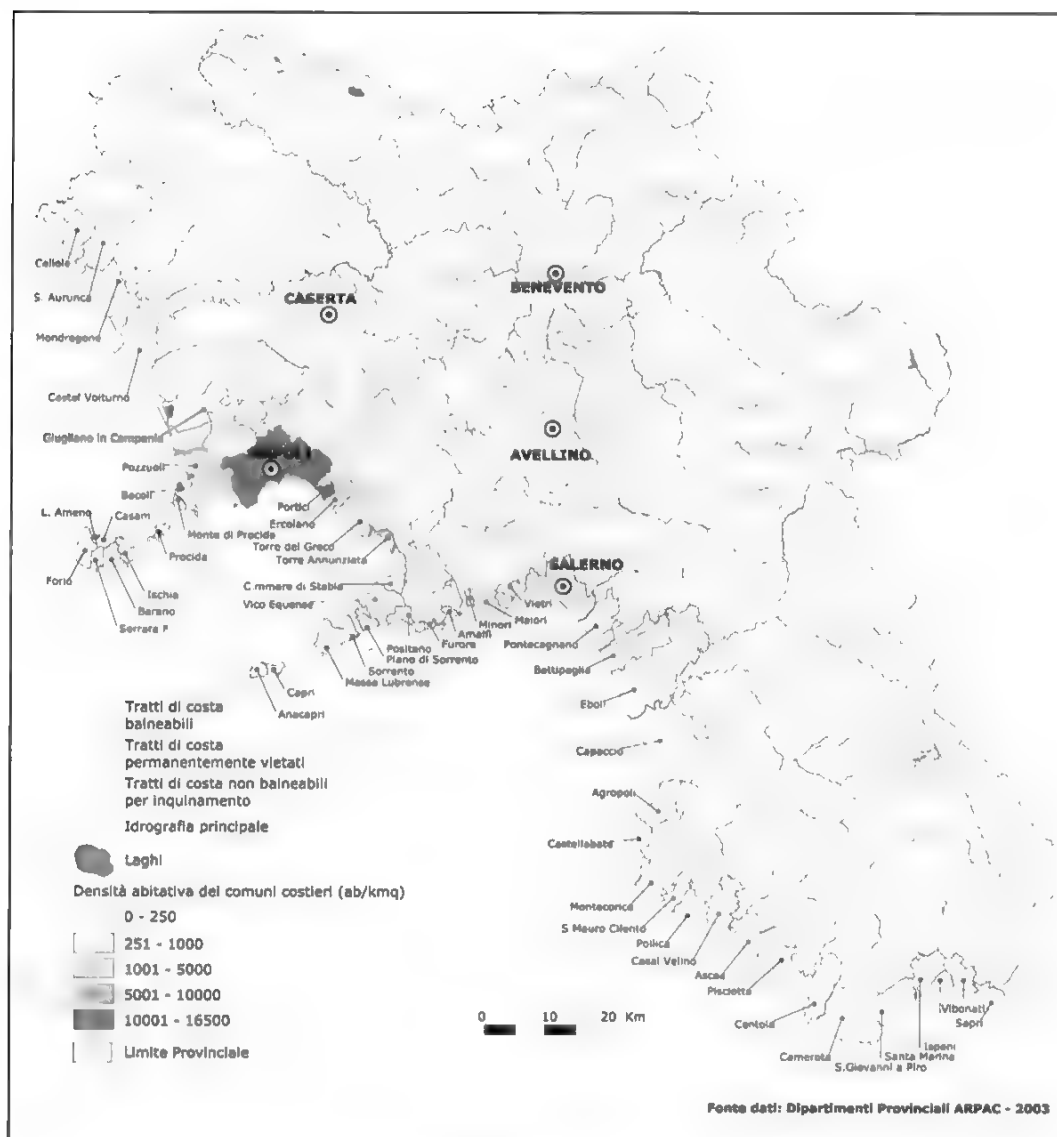 Cellole
S. Aurunca
Mondragone
Castel Volturno
CASERTA
BENEVENTO
Giugliano in Campania
Pozzuoli
Bacoli
L. Ameno
Casam
Monte di Procida
Procida
Forio
Ischia
Barano
Serrara F
AVELLINO
Portici
Ercolano
Torre del Greco
Torre Annunziata
C.mmare di Stabia
Vico Equense
SALERNO
Vietri
Maiori
Minori
Amalfi
Furore
Positano
Piano di Sorrento
Sorrento
Massa Lubrense
Capri
Anacapri
Pontecagnano
Battipaglia
Eboli
Capaccio
Agropoli
Castellabate
Montecorice
S Mauro Cilento
Pollica
Casal Velino
Ascea
Pisciotta
Centola
Camerota
S.Giovanni a Piro
Santa Marina
Ispani
Vibonati
Sapri
Tratti di costa
balneabili
Tratti di costa
permanentemente vietati
Tratti di costa non balneabili
per inquinamento
Idrografia principale
Laghi
Densità abitativa dei comuni costieri (ab/kmq)
0 - 250
251 - 1000
1001 - 5000
5001 - 10000
10001 - 16500
Limite Provinciale
0 10 20 Km
Fonte dati: Dipartimenti Provinciali ARPAC - 2003